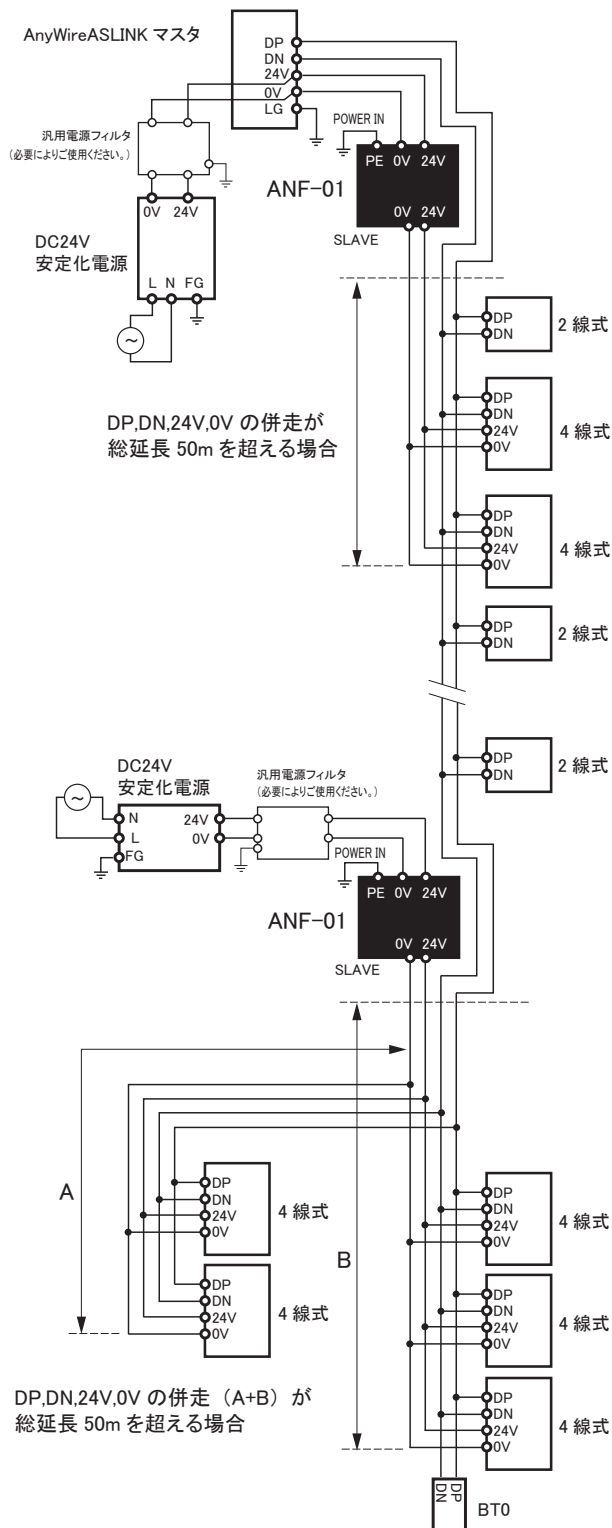 AnyWireASLINK マスタ
DP
DN
24V
0V
LG
汎用電源フィルタ
(必要によりご使用ください。)
0V 24V
DC24V
安定化電源
L N FG
~
POWER IN
PE 0V 24V
ANF-01
0V 24V
SLAVE
DP
DN
2 線式
DP,DN,24V,0V の併走が
総延長 50m を超える場合
DP
DN
24V
0V
4 線式
DP
DN
24V
0V
4 線式
DP
DN
2 線式
DP
DN
2 線式
DC24V
安定化電源
N
L
FG
24V
0V
~
汎用電源フィルタ
(必要によりご使用ください。)
POWER IN
PE 0V 24V
ANF-01
0V 24V
SLAVE
A
B
DP
DN
24V
0V
4 線式
DP
DN
24V
0V
4 線式
DP
DN
24V
0V
4 線式
DP
DN
24V
0V
4 線式
DP
DN
24V
0V
4 線式
DP,DN,24V,0V の併走（A+B）が
総延長 50m を超える場合
DN
DP
BT0